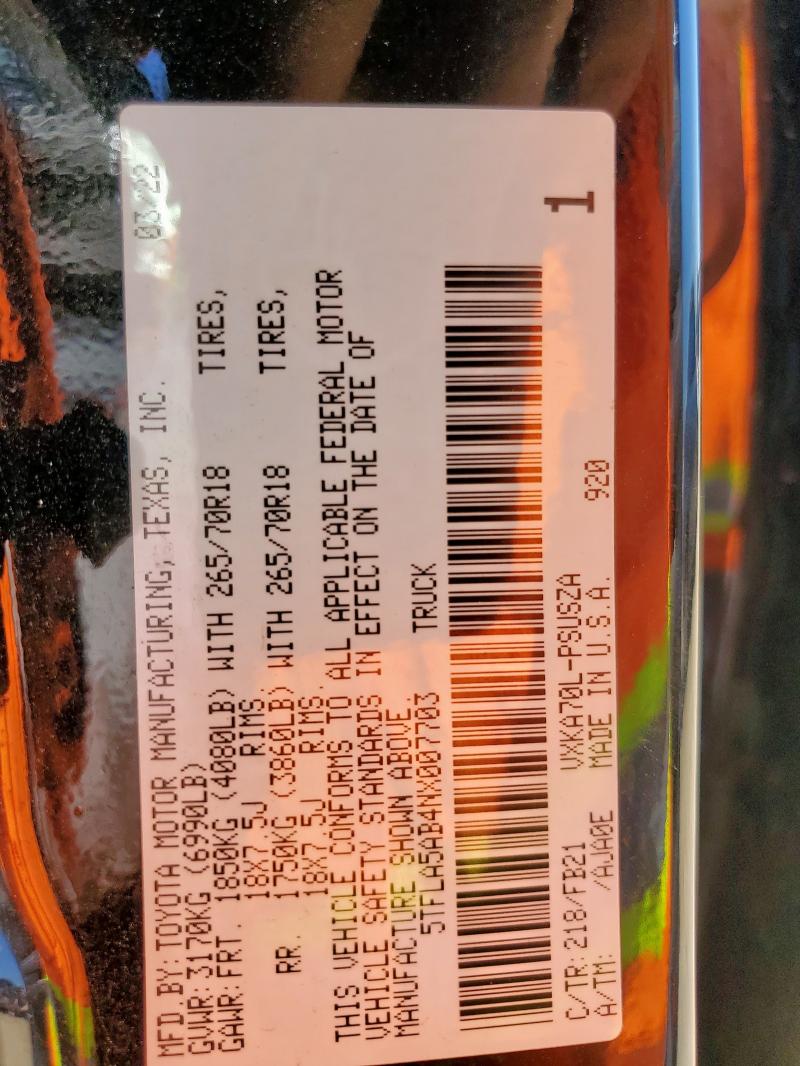 MFD.BY:TOYOTA MOTOR MANUFACTURING,TEXAS, INC. 03/22
GVWR:3170KG (6990LB)
GAWR:FRT. 1850KG (4080LB) WITH 265/70R18 TIRES,
18X7.5J RIMS.
RR. 1750KG (3860LB) WITH 265/70R18 TIRES,
18X7.5J RIMS.
THIS VEHICLE CONFORMS TO ALL APPLICABLE FEDERAL MOTOR
VEHICLE SAFETY STANDARDS IN EFFECT ON THE DATE OF
MANUFACTURE SHOWN ABOVE
5TFLA5AB4NX007703 TRUCK
1
C/TR:218/FB21 VXKA70L-PSUSZA
A/TM: /AJA0E MADE IN U.S.A. 920